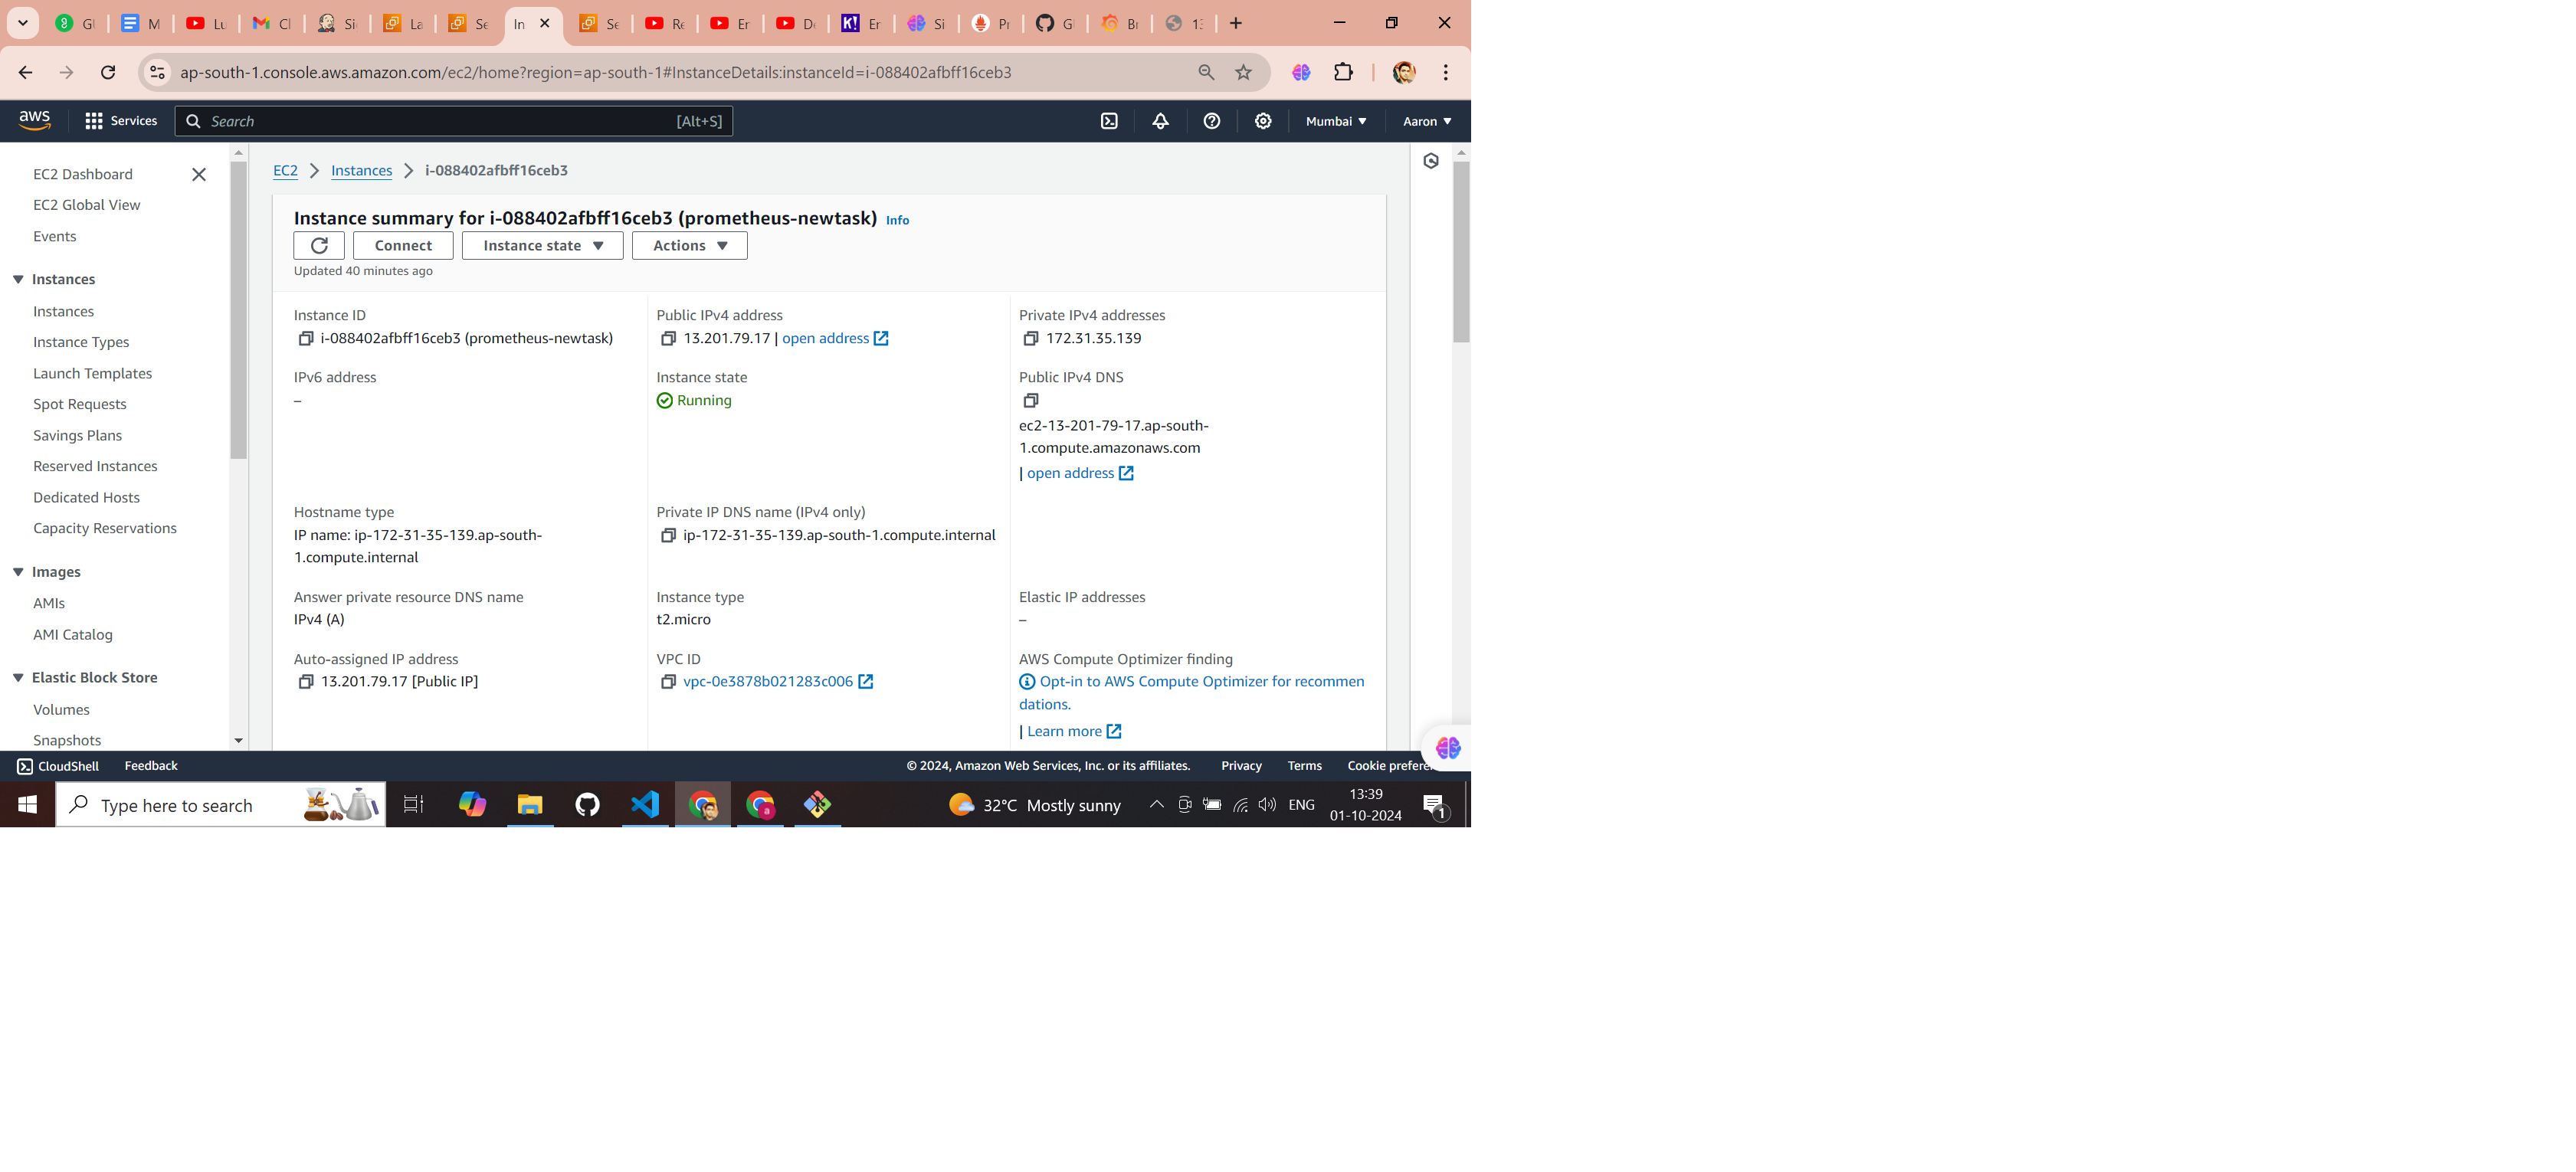 Gl
M
Lu
Cl
Sig
La
Se
In
Se
Re
Er
De
K!
Er
Si
Pr
Gl
Br
13
ap-south-1.console.aws.amazon.com/ec2/home?region=ap-south-1#InstanceDetails:instanceId=i-088402afbff16ceb3
aws
Services
Search
[Alt+S]
Mumbai
Aaron
EC2 Dashboard
EC2 Global View
Events
Instances
Instances
Instance Types
Launch Templates
Spot Requests
Savings Plans
Reserved Instances
Dedicated Hosts
Capacity Reservations
Images
AMIs
AMI Catalog
Elastic Block Store
Volumes
Snapshots
EC2 > Instances > i-088402afbff16ceb3
Instance summary for i-088402afbff16ceb3 (prometheus-newtask) Info
Connect
Instance state
Actions
Updated 40 minutes ago
Instance ID
i-088402afbff16ceb3 (prometheus-newtask)
Public IPv4 address
13.201.79.17 | open address
Private IPv4 addresses
172.31.35.139
IPv6 address
–
Instance state
Running
Public IPv4 DNS
ec2-13-201-79-17.ap-south-
1.compute.amazonaws.com
| open address
Hostname type
IP name: ip-172-31-35-139.ap-south-
1.compute.internal
Private IP DNS name (IPv4 only)
ip-172-31-35-139.ap-south-1.compute.internal
Answer private resource DNS name
IPv4 (A)
Instance type
t2.micro
Elastic IP addresses
–
Auto-assigned IP address
13.201.79.17 [Public IP]
VPC ID
vpc-0e3878b021283c006
AWS Compute Optimizer finding
Opt-in to AWS Compute Optimizer for recommen
dations.
| Learn more
CloudShell
Feedback
© 2024, Amazon Web Services, Inc. or its affiliates.
Privacy
Terms
Cookie prefere
Type here to search
32°C Mostly sunny
ENG
13:39
01-10-2024
1